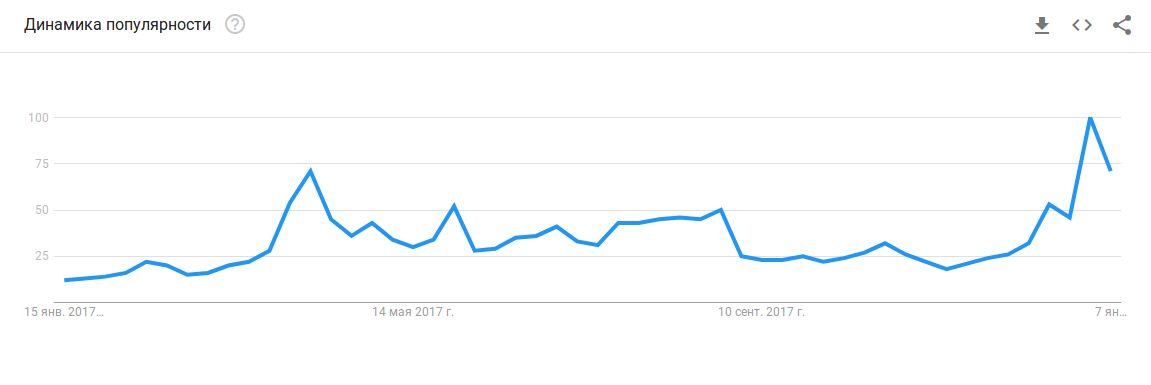 Динамика популярности
100
75
50
25
15 янв. 2017…
14 мая 2017 г.
10 сент. 2017 г.
7 ян…